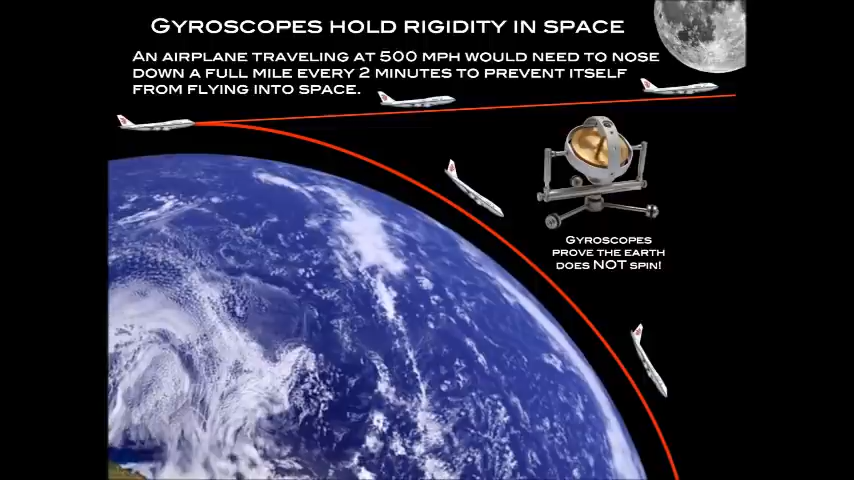 Gyroscopes hold rigidity in space
An airplane traveling at 500 mph would need to nose
down a full mile every 2 minutes to prevent itself
from flying into space.
Gyroscopes
prove the earth
does NOT spin!